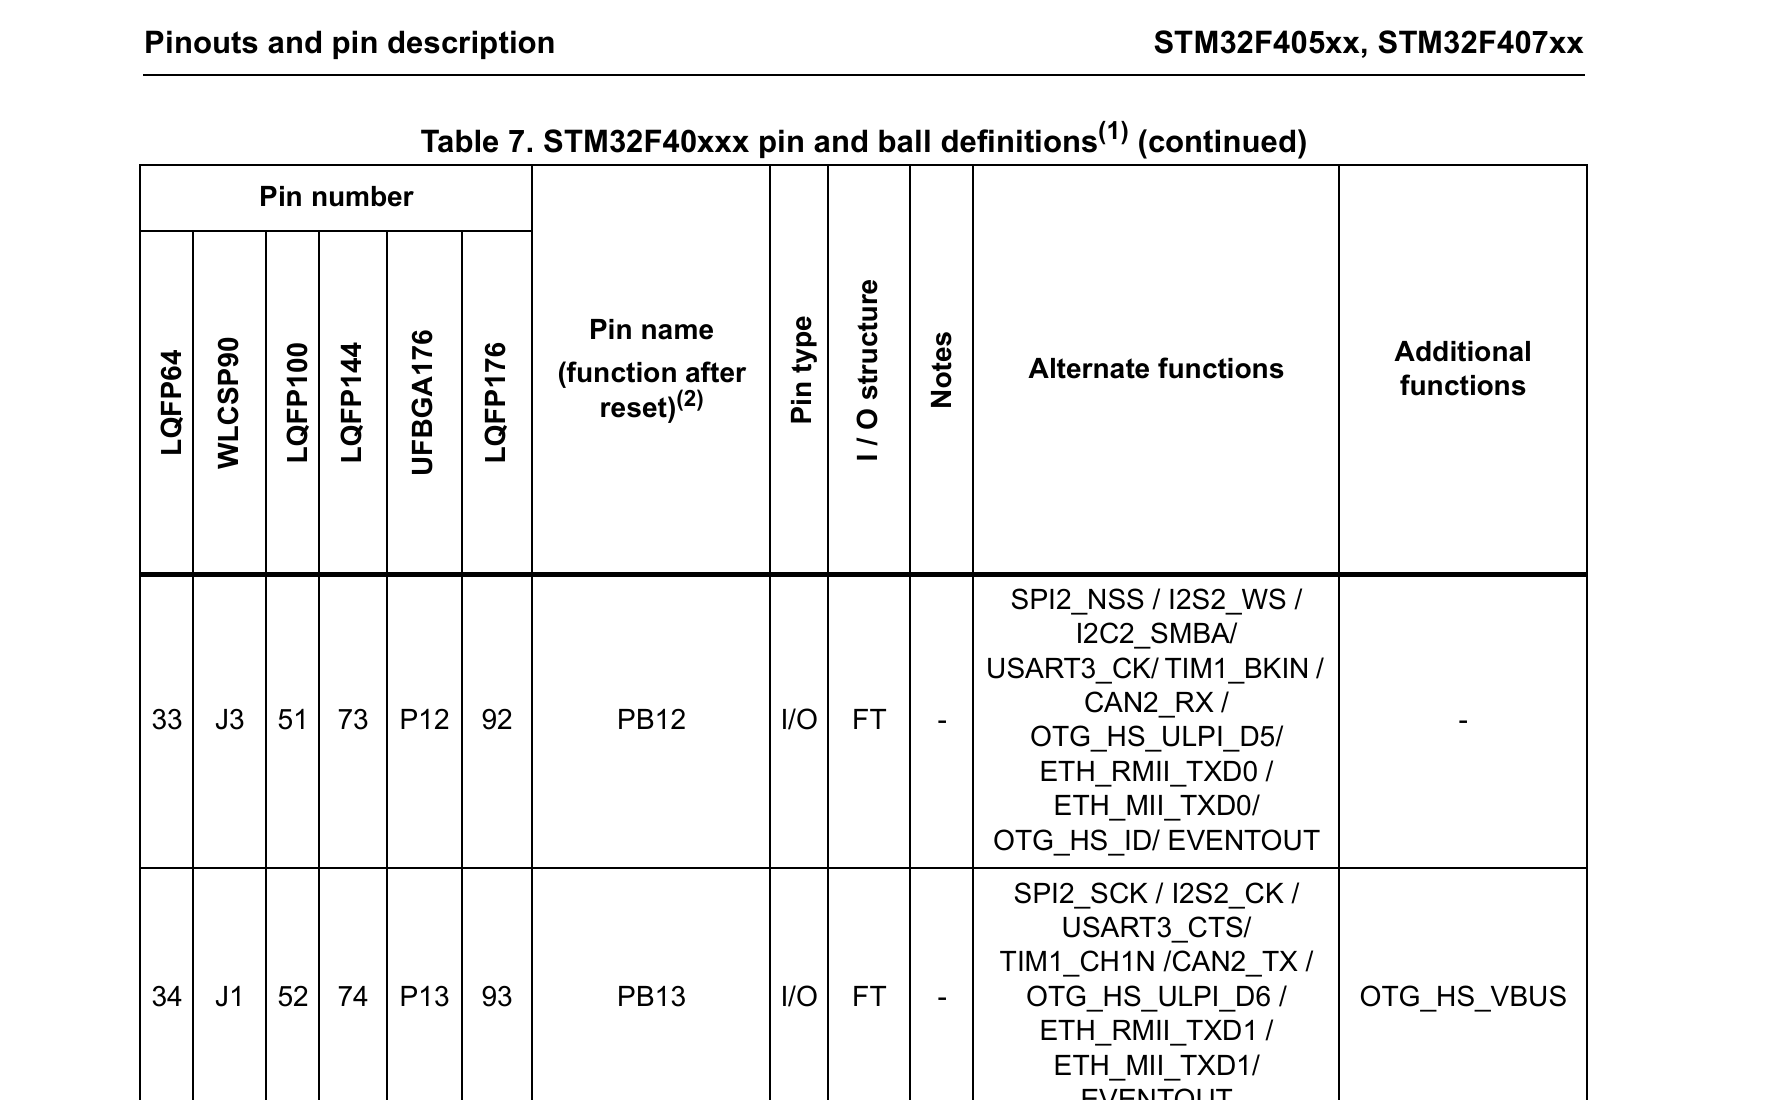 Pinouts and pin description STM32F405xx, STM32F407xx
Table 7. STM32F40xxx pin and ball definitions(1) (continued)
Pin number
LQFP64
WLCSP90
LQFP100
LQFP144
UFBGA176
LQFP176
Pin name
(function after
reset)(2)
Pin type
I / O structure
Notes
Alternate functions
Additional
functions
33 J3 51 73 P12 92 PB12 I/O FT -
SPI2_NSS / I2S2_WS /
I2C2_SMBA/
USART3_CK/ TIM1_BKIN /
CAN2_RX /
OTG_HS_ULPI_D5/
ETH_RMII_TXD0 /
ETH_MII_TXD0/
OTG_HS_ID/ EVENTOUT
-
34 J1 52 74 P13 93 PB13 I/O FT -
SPI2_SCK / I2S2_CK /
USART3_CTS/
TIM1_CH1N /CAN2_TX /
OTG_HS_ULPI_D6 /
ETH_RMII_TXD1 /
ETH_MII_TXD1/
EVENTOUT
OTG_HS_VBUS